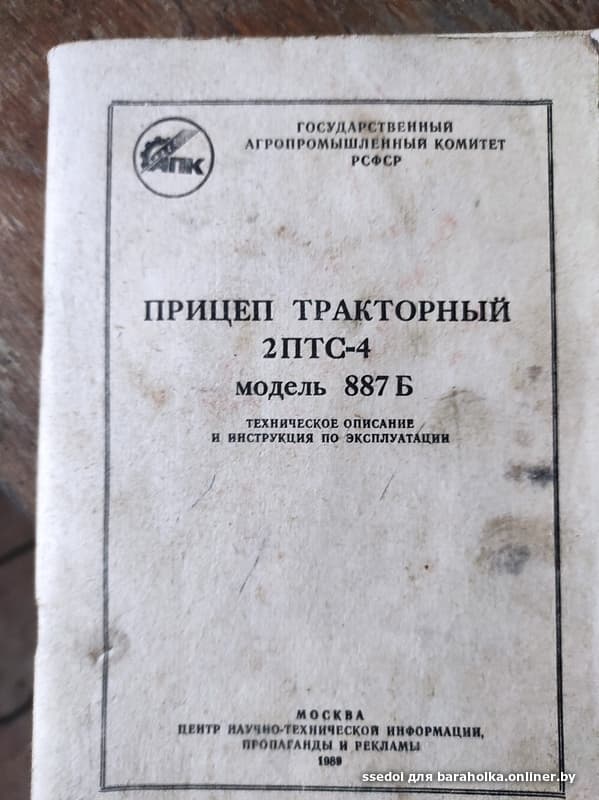 ГОСУДАРСТВЕННЫЙ
АГРОПРОМЫШЛЕННЫЙ КОМИТЕТ
РСФСР
АПК
ПРИЦЕП ТРАКТОРНЫЙ
2ПТС-4
модель 887Б
ТЕХНИЧЕСКОЕ ОПИСАНИЕ
И ИНСТРУКЦИЯ ПО ЭКСПЛУАТАЦИИ
МОСКВА
ЦЕНТР НАУЧНО-ТЕХНИЧЕСКОЙ ИНФОРМАЦИИ,
ПРОПАГАНДЫ И РЕКЛАМЫ
1989
ssedoi для baraholka.onliner.by